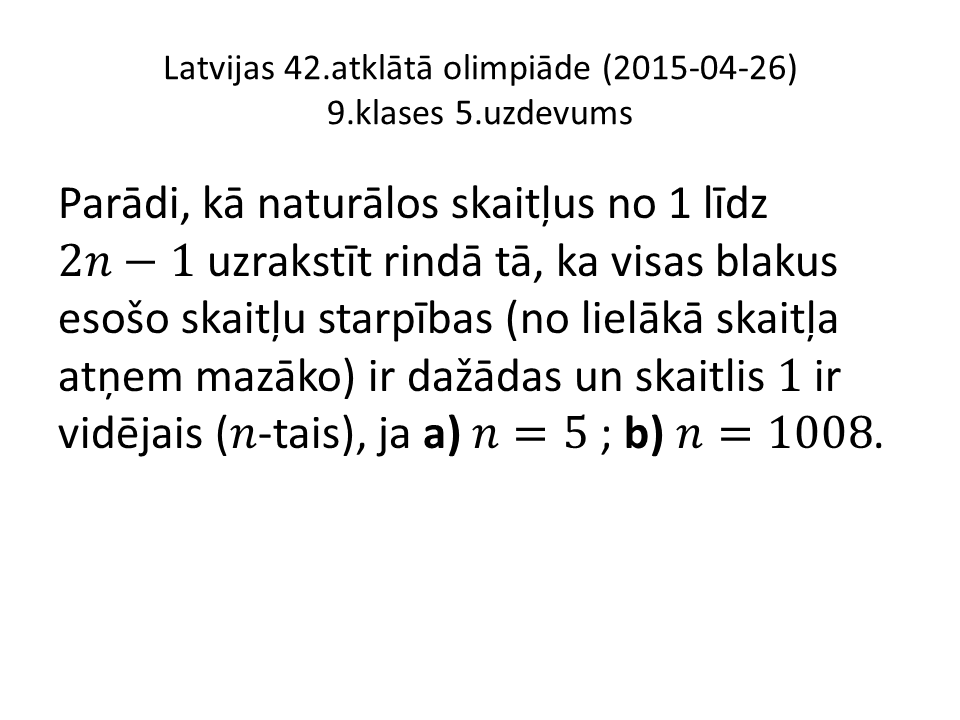 Latvijas 42.atklātā olimpiāde (2015-04-26)
9.klases 5.uzdevums
Parādi, kā naturālos skaitļus no 1 līdz
2𝑛 − 1 uzrakstīt rindā tā, ka visas blakus
esošo skaitļu starpības (no lielākā skaitļa
atņem mazāko) ir dažādas un skaitlis 1 ir
vidējais (𝑛-tais), ja a) 𝑛 = 5 ; b) 𝑛 = 1008.